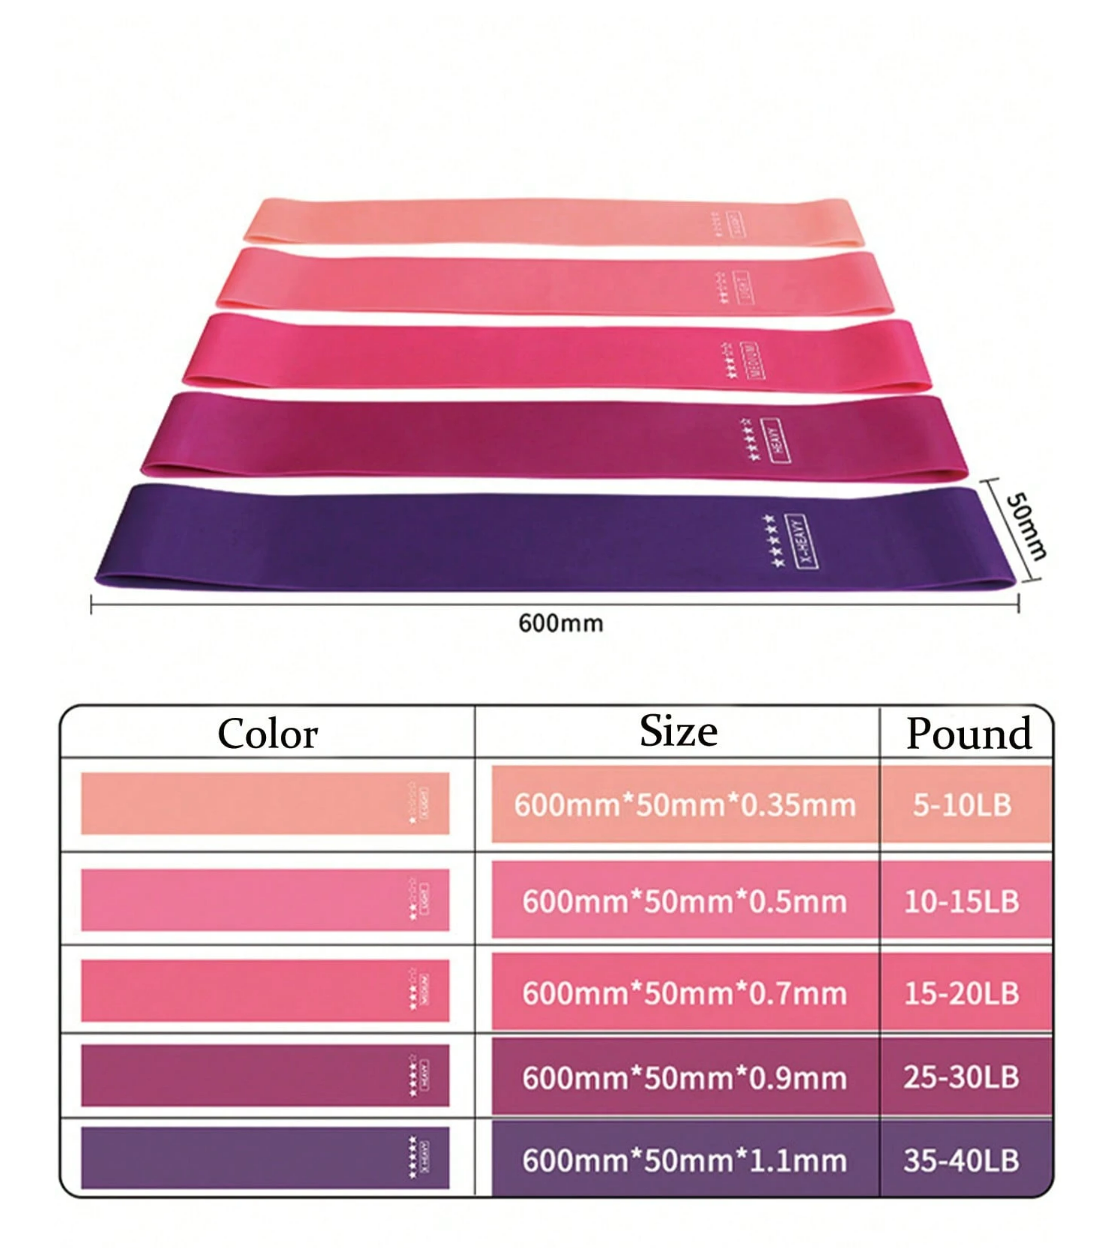 X-LIGHT
★★☆☆☆
LIGHT
★★★☆☆
MEDIUM
★★★★☆
HEAVY
★★★★★
X-HEAVY
50mm
600mm
Color Size Pound
★☆☆☆☆ X-LIGHT 600mm*50mm*0.35mm 5-10LB
★★☆☆☆ LIGHT 600mm*50mm*0.5mm 10-15LB
★★★☆☆ MEDIUM 600mm*50mm*0.7mm 15-20LB
★★★★☆ HEAVY 600mm*50mm*0.9mm 25-30LB
★★★★★ X-HEAVY 600mm*50mm*1.1mm 35-40LB